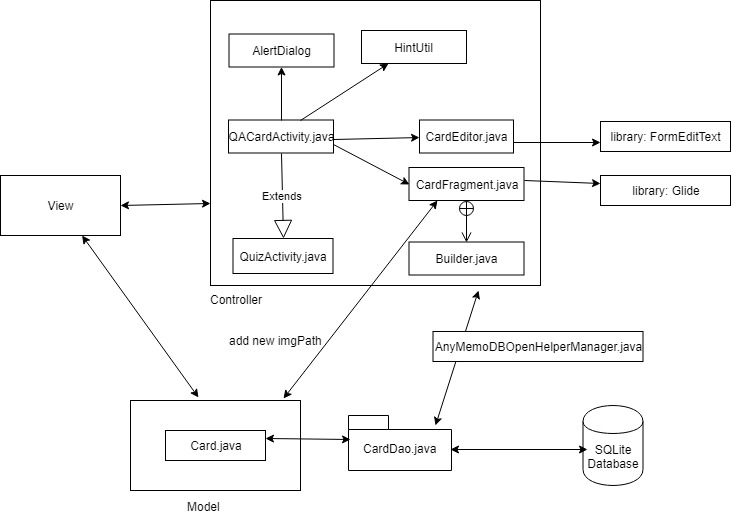 AlertDialog
HintUtil
QACardActivity.java
CardEditor.java
library: FormEditText
CardFragment.java
library: Glide
View
Extends
QuizActivity.java
Builder.java
Controller
add new imgPath
AnyMemoDBOpenHelperManager.java
Card.java
CardDao.java
SQLite
Database
Model